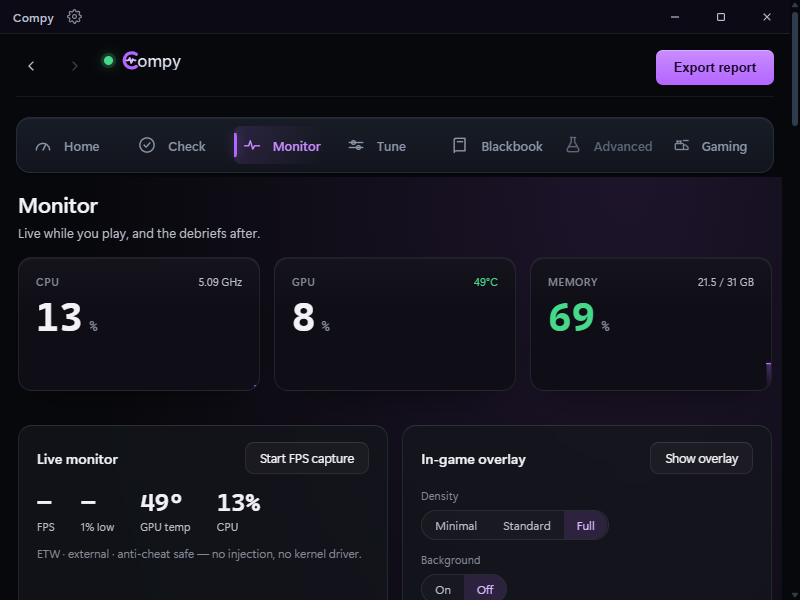 Compy
Compy
Export report
Home Check Monitor Tune Blackbook Advanced Gaming
Monitor
Live while you play, and the debriefs after.
CPU 5.09 GHz
13 %
GPU 49°C
8 %
MEMORY 21.5 / 31 GB
69 %
Live monitor Start FPS capture
— — 49° 13%
FPS 1% low GPU temp CPU
ETW · external · anti-cheat safe — no injection, no kernel driver.
In-game overlay Show overlay
Density
Minimal Standard Full
Background
On Off